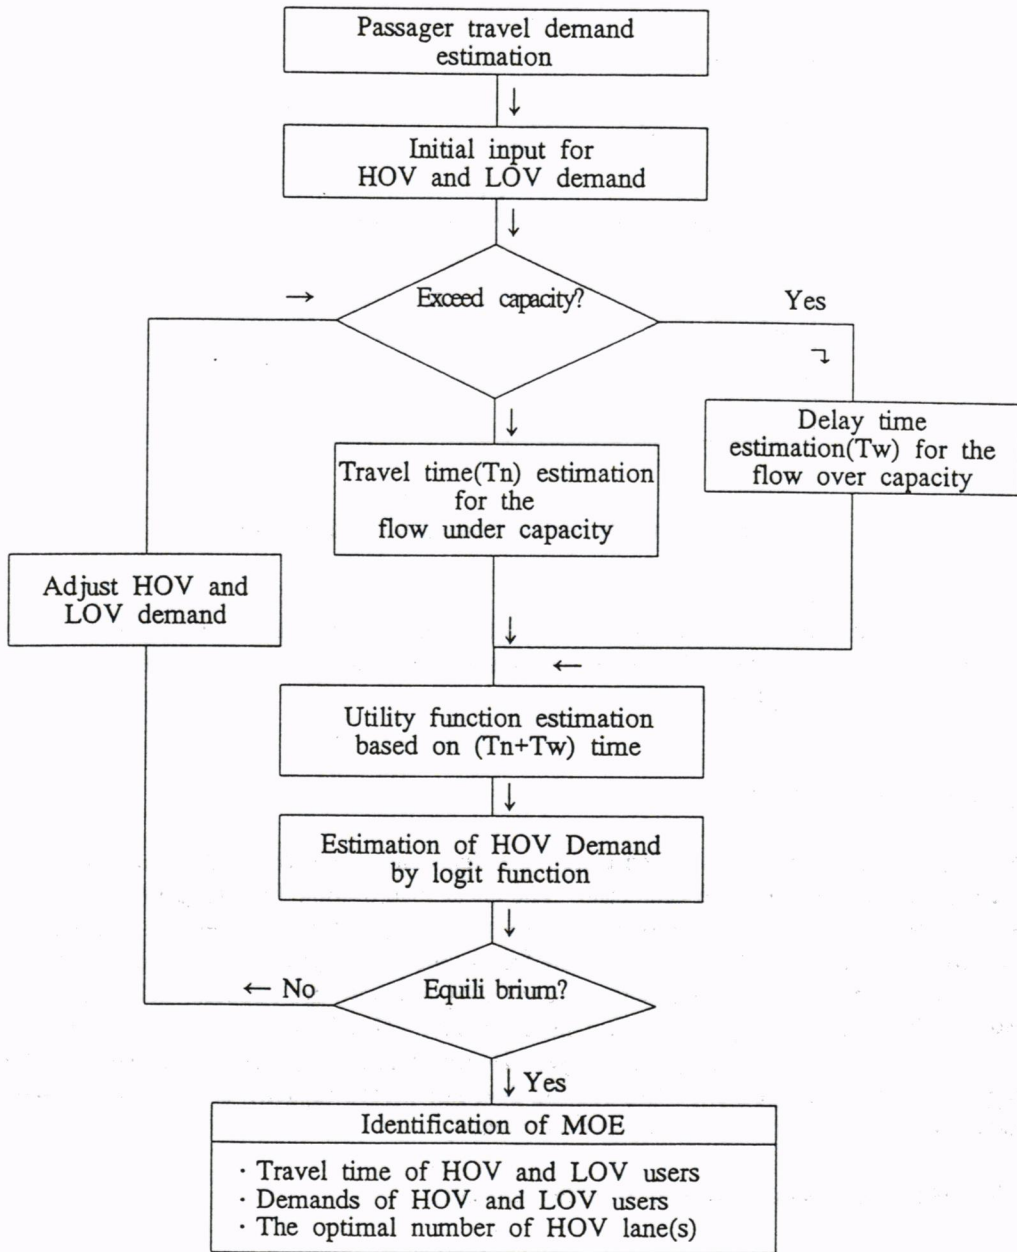 Passager travel demand
estimation
↓
Initial input for
HOV and LOV demand
↓
→
Exceed capacity?
Yes
↓
Travel time(Tn) estimation
for the
flow under capacity
Delay time
estimation(Tw) for the
flow over capacity
Adjust HOV and
LOV demand
↓
←
Utility function estimation
based on (Tn+Tw) time
↓
Estimation of HOV Demand
by logit function
↓
← No
Equili brium?
↓ Yes
Identification of MOE
· Travel time of HOV and LOV users
· Demands of HOV and LOV users
· The optimal number of HOV lane(s)